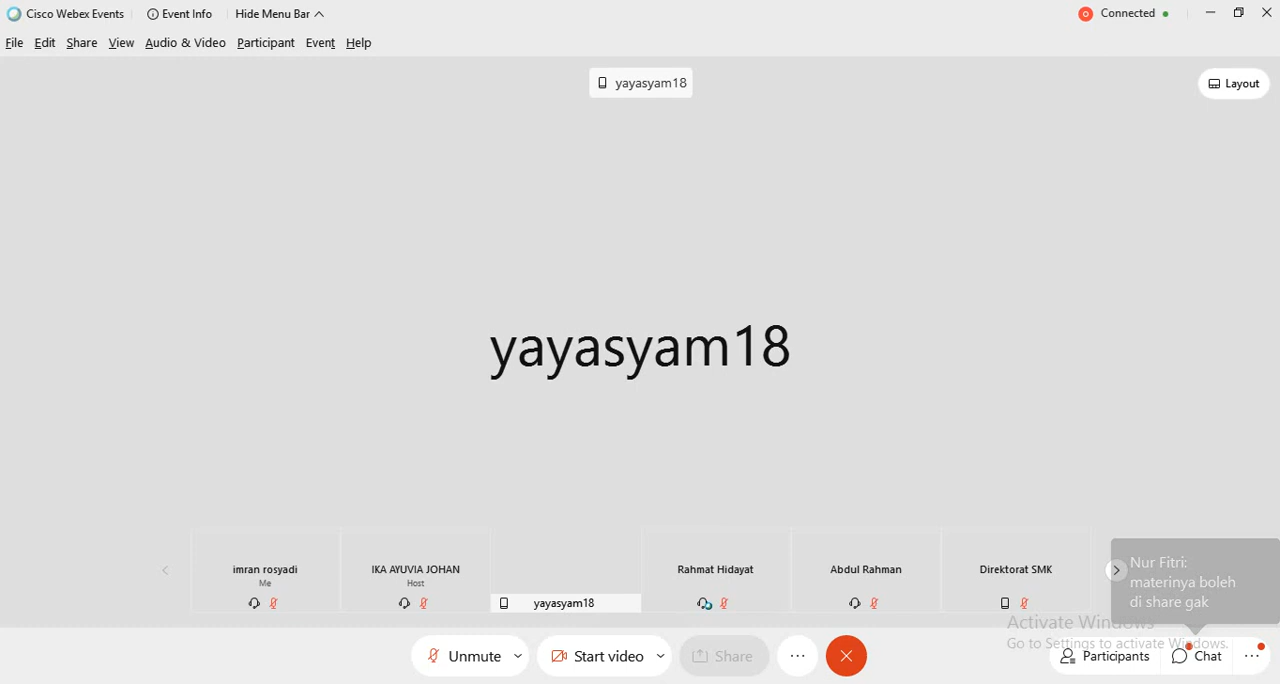 Cisco Webex Events
Event Info
Hide Menu Bar
Connected
File Edit Share View Audio & Video Participant Event Help
yayasyam18
Layout
yayasyam18
imran rosyadi
Me
IKA AYUVIA JOHAN
Host
yayasyam18
Rahmat Hidayat
Abdul Rahman
Direktorat SMK
Nur Fitri:
materinya boleh
di share gak
Activate Windows
Go to Settings to activate Windows.
Unmute
Start video
Share
Participants
Chat